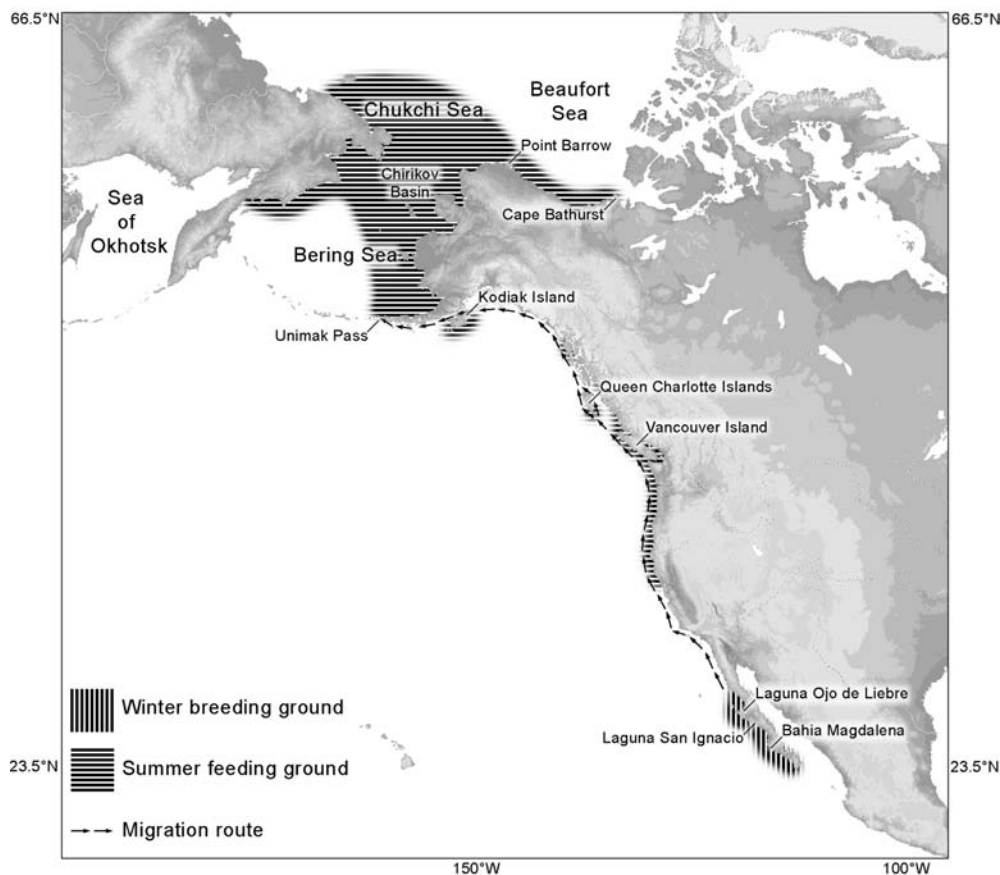 66.5°N
66.5°N
Chukchi Sea
Beaufort
Sea
Point Barrow
Chirikov
Basin
Sea
of
Okhotsk
Cape Bathurst
Bering Sea
Kodiak Island
Unimak Pass
Queen Charlotte Islands
Vancouver Island
Laguna Ojo de Liebre
Laguna San Ignacio
Bahia Magdalena
Winter breeding ground
Summer feeding ground
Migration route
23.5°N
23.5°N
150°W
100°W